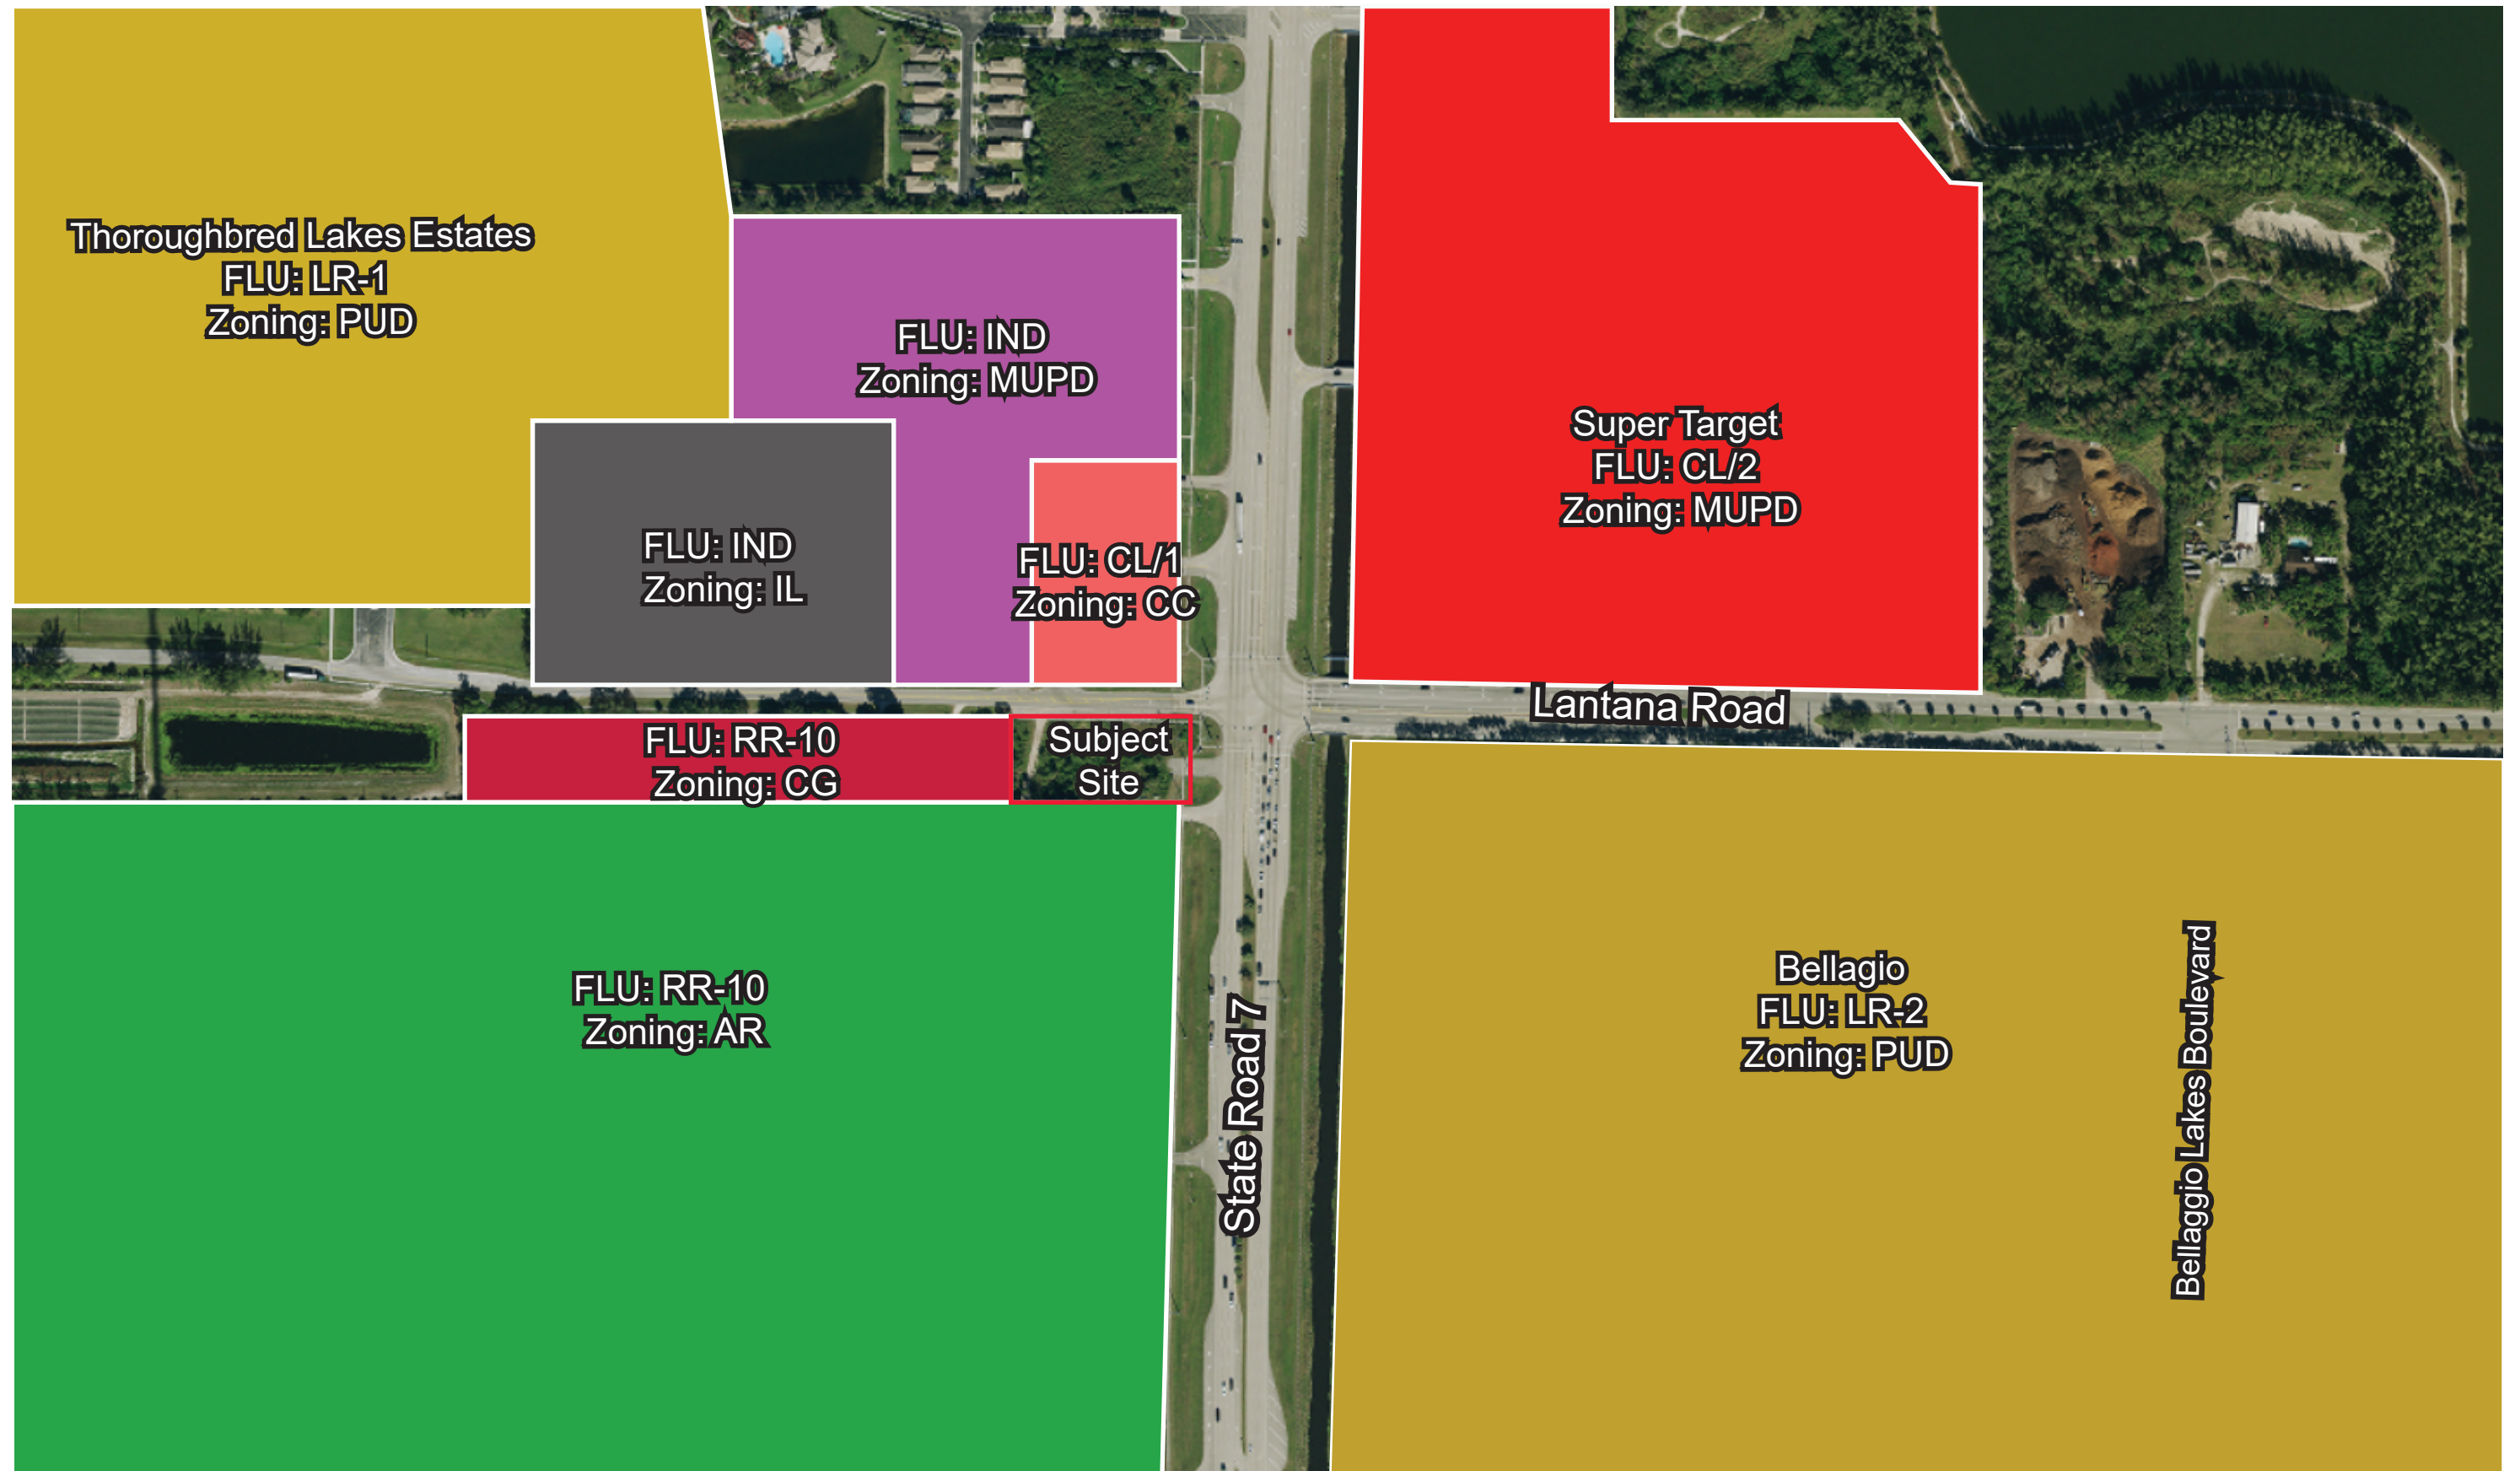 Thoroughbred Lakes Estates
FLU: LR-1
Zoning: PUD
FLU: IND
Zoning: MUPD
Super Target
FLU: CL/2
Zoning: MUPD
FLU: IND
Zoning: IL
FLU: CL/1
Zoning: CC
Lantana Road
FLU: RR-10
Zoning: CG
Subject
Site
FLU: RR-10
Zoning: AR
State Road 7
Bellagio
FLU: LR-2
Zoning: PUD
Bellaggio Lakes Boulevard